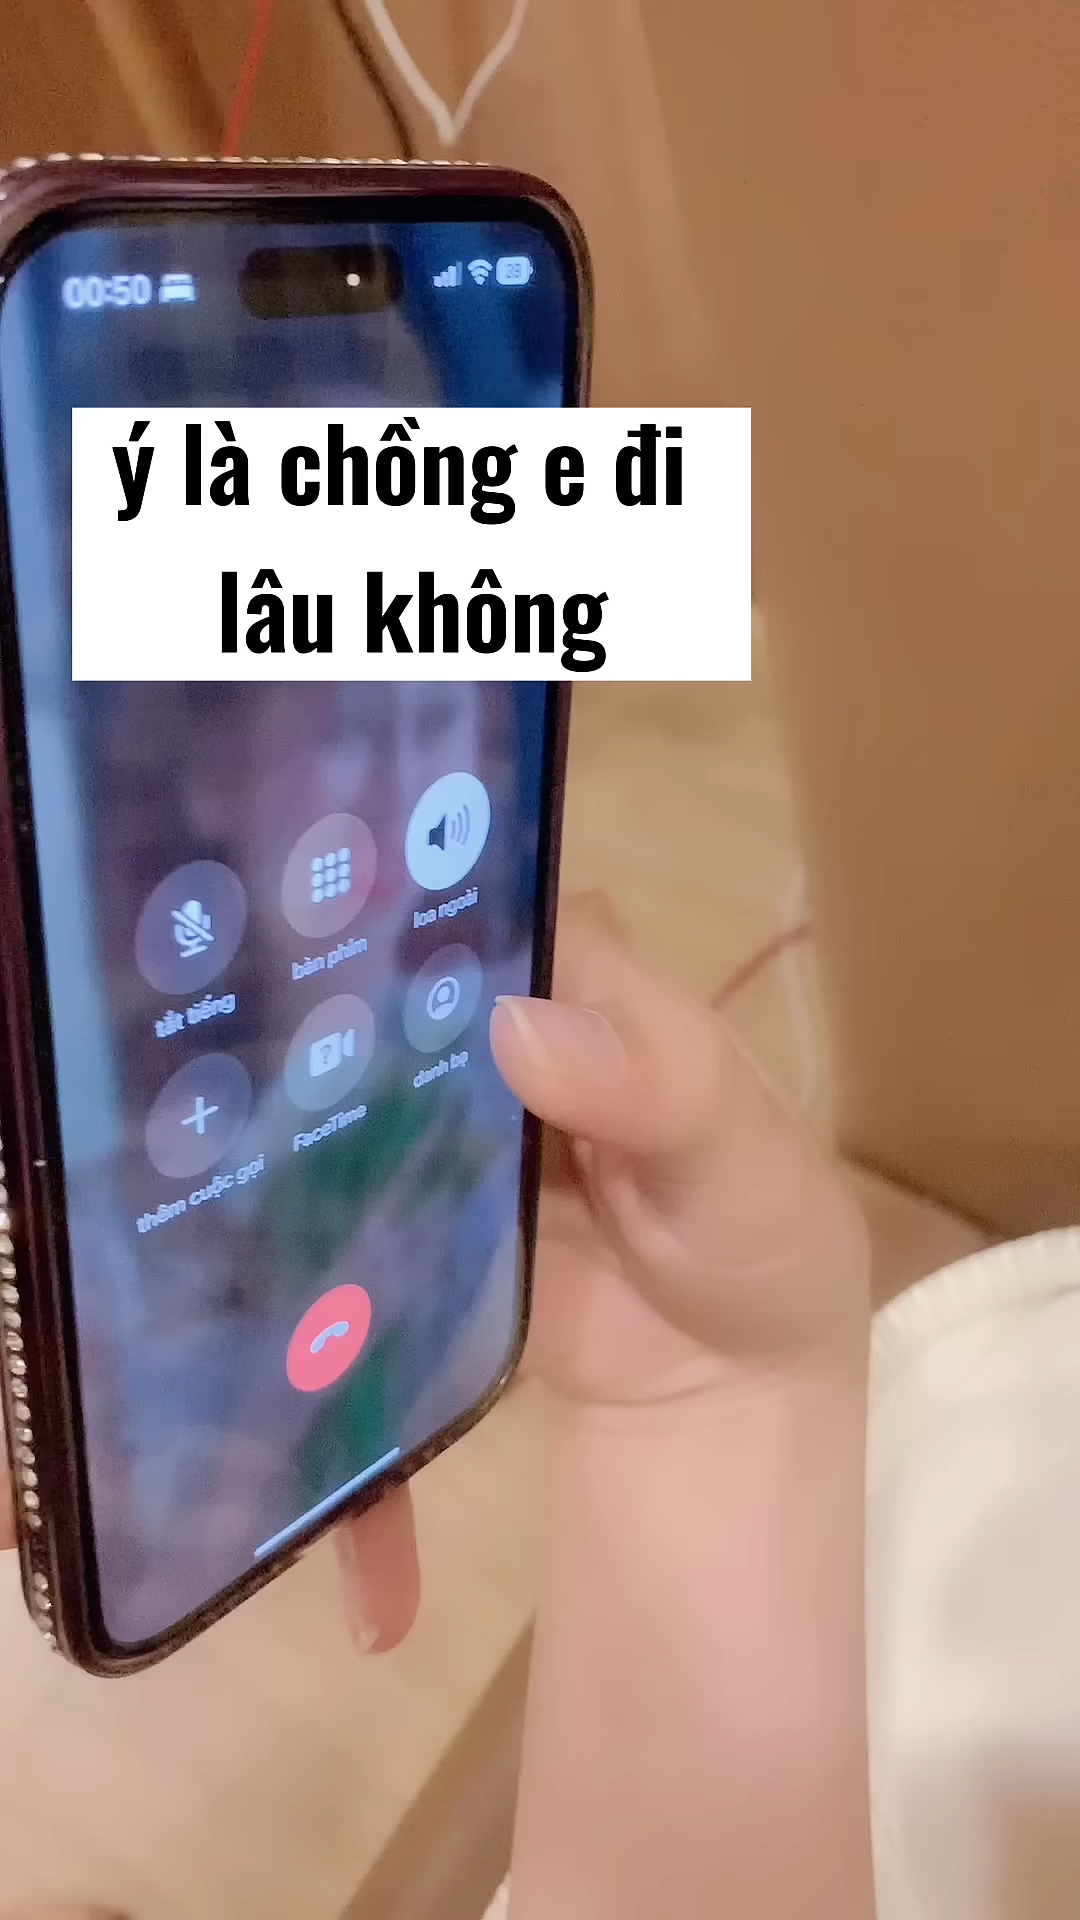 00:50
39
ý là chồng e đi
lâu không
loa ngoài
bàn phím
tắt tiếng
danh bạ
FaceTime
thêm cuộc gọi